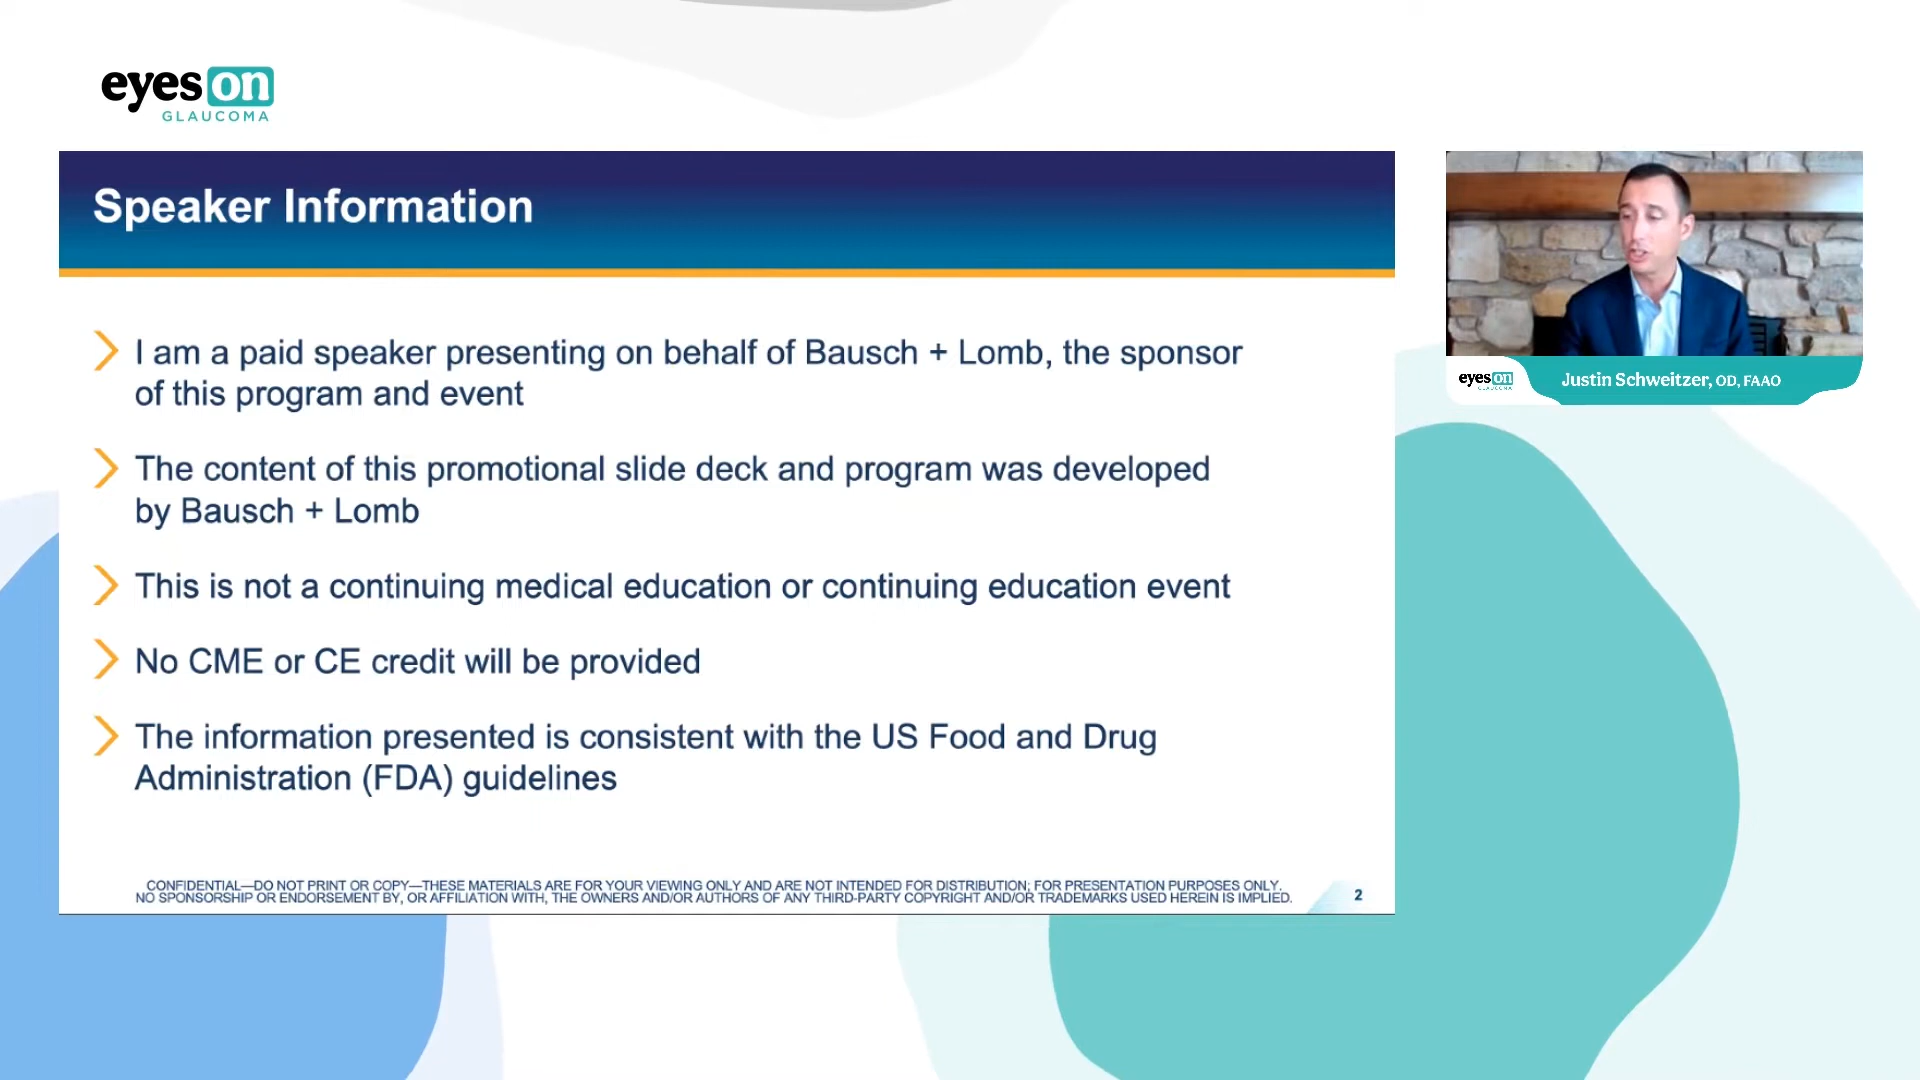 eyes on
GLAUCOMA
Speaker Information
I am a paid speaker presenting on behalf of Bausch + Lomb, the sponsor
of this program and event
The content of this promotional slide deck and program was developed
by Bausch + Lomb
This is not a continuing medical education or continuing education event
No CME or CE credit will be provided
The information presented is consistent with the US Food and Drug
Administration (FDA) guidelines
CONFIDENTIAL—DO NOT PRINT OR COPY—THESE MATERIALS ARE FOR YOUR VIEWING ONLY AND ARE NOT INTENDED FOR DISTRIBUTION; FOR PRESENTATION PURPOSES ONLY.
NO SPONSORSHIP OR ENDORSEMENT BY, OR AFFILIATION WITH, THE OWNERS AND/OR AUTHORS OF ANY THIRD-PARTY COPYRIGHT AND/OR TRADEMARKS USED HEREIN IS IMPLIED.
2
eyes on
GLAUCOMA
Justin Schweitzer, OD, FAAO